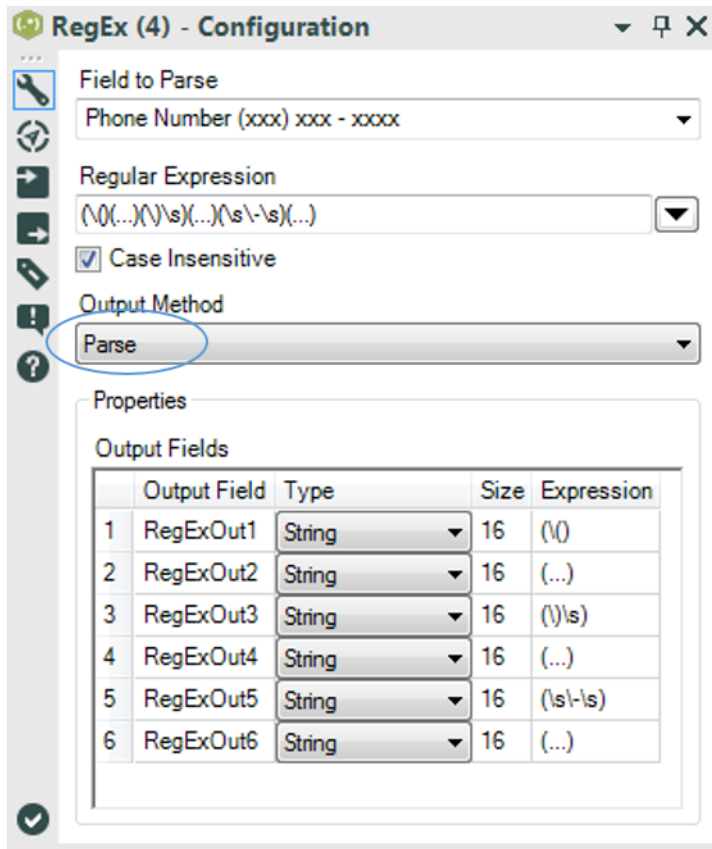 RegEx (4) - Configuration
Field to Parse
Phone Number (xxx) xxx - xxxx
Regular Expression
(\()(...)(\)\s)(...)(\s\-\s)(...)
Case Insensitive
Output Method
Parse
Properties
Output Fields
Output Field Type Size Expression
1 RegExOut1 String 16 (\()
2 RegExOut2 String 16 (...)
3 RegExOut3 String 16 (\)\s)
4 RegExOut4 String 16 (...)
5 RegExOut5 String 16 (\s\-\s)
6 RegExOut6 String 16 (...)